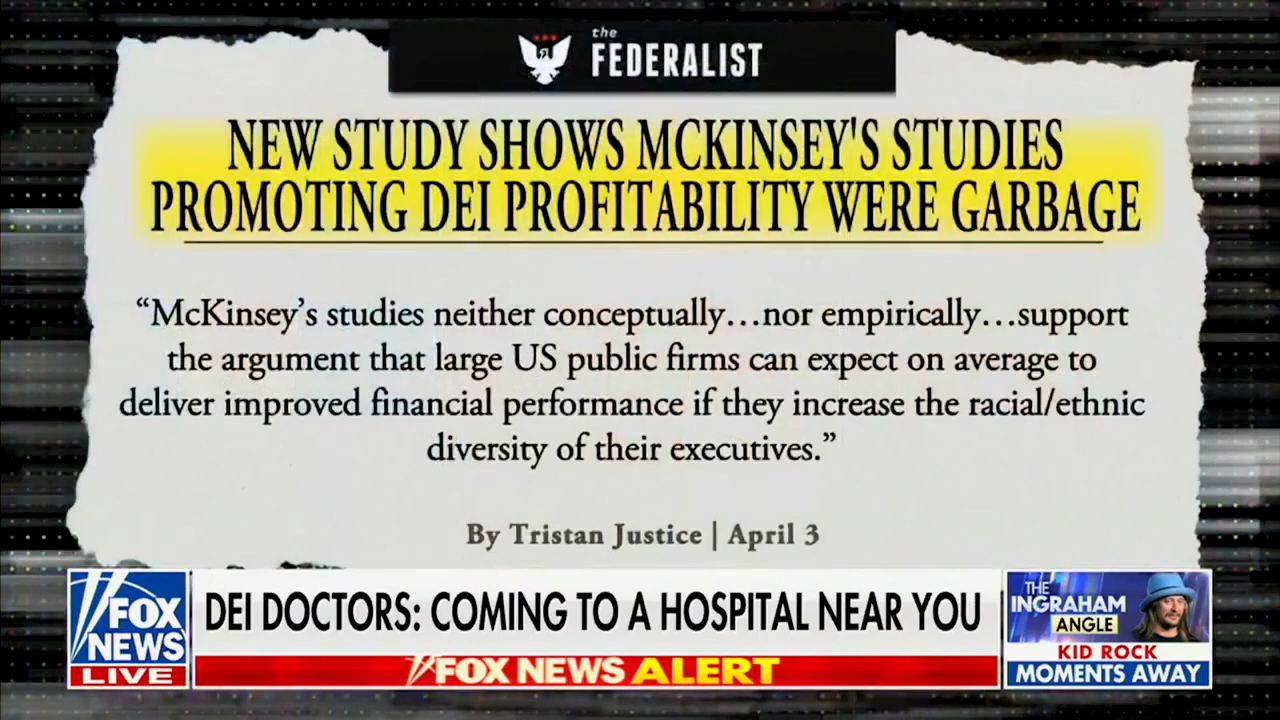 the
FEDERALIST
NEW STUDY SHOWS MCKINSEY'S STUDIES
PROMOTING DEI PROFITABILITY WERE GARBAGE
“McKinsey’s studies neither conceptually…nor empirically…support
the argument that large US public firms can expect on average to
deliver improved financial performance if they increase the racial/ethnic
diversity of their executives.”
By Tristan Justice | April 3
FOX
NEWS
LIVE
DEI DOCTORS: COMING TO A HOSPITAL NEAR YOU
FOX NEWS ALERT
THE
INGRAHAM
ANGLE
KID ROCK
MOMENTS AWAY